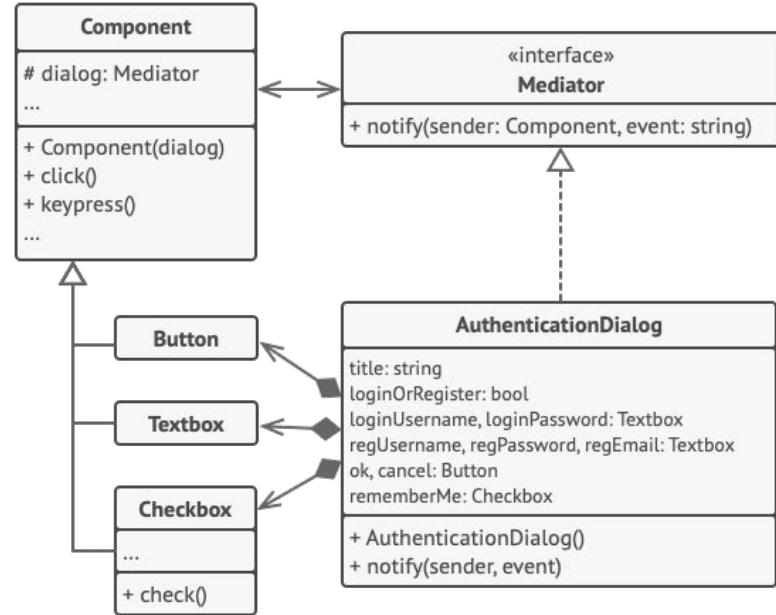 Component
# dialog: Mediator
...
+ Component(dialog)
+ click()
+ keypress()
...
«interface»
Mediator
+ notify(sender: Component, event: string)
Button
Textbox
Checkbox
...
+ check()
AuthenticationDialog
title: string
loginOrRegister: bool
loginUsername, loginPassword: Textbox
regUsername, regPassword, regEmail: Textbox
ok, cancel: Button
rememberMe: Checkbox
+ AuthenticationDialog()
+ notify(sender, event)